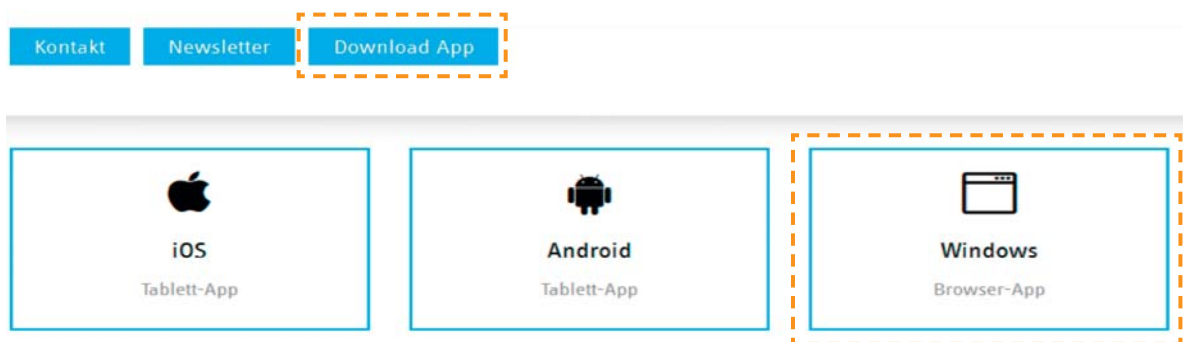 Kontakt Newsletter Download App
iOS Android Windows
Tablett-App Tablett-App Browser-App